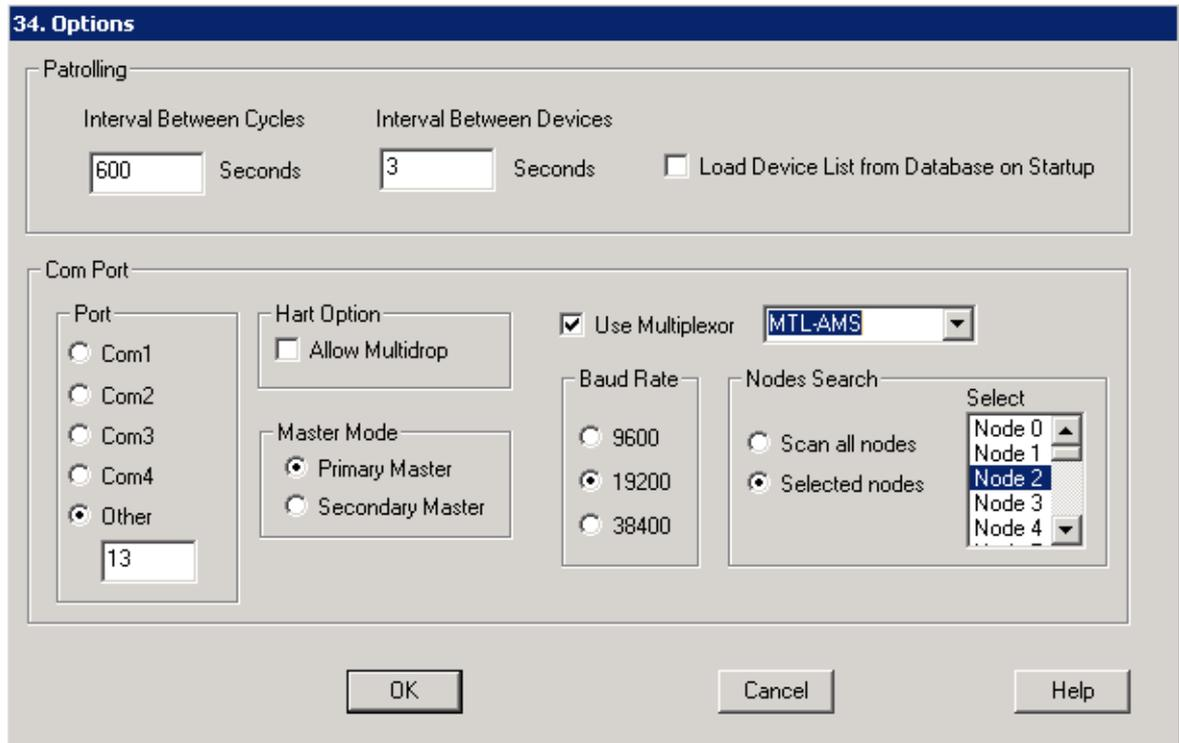 34. Options
Patrolling
Interval Between Cycles
Interval Between Devices
600 Seconds
3 Seconds
Load Device List from Database on Startup
Com Port
Port
Com1
Com2
Com3
Com4
Other
13
Hart Option
Allow Multidrop
Master Mode
Primary Master
Secondary Master
Use Multiplexor
MTL-AMS
Baud Rate
9600
19200
38400
Nodes Search
Scan all nodes
Selected nodes
Select
Node 0
Node 1
Node 2
Node 3
Node 4
OK
Cancel
Help